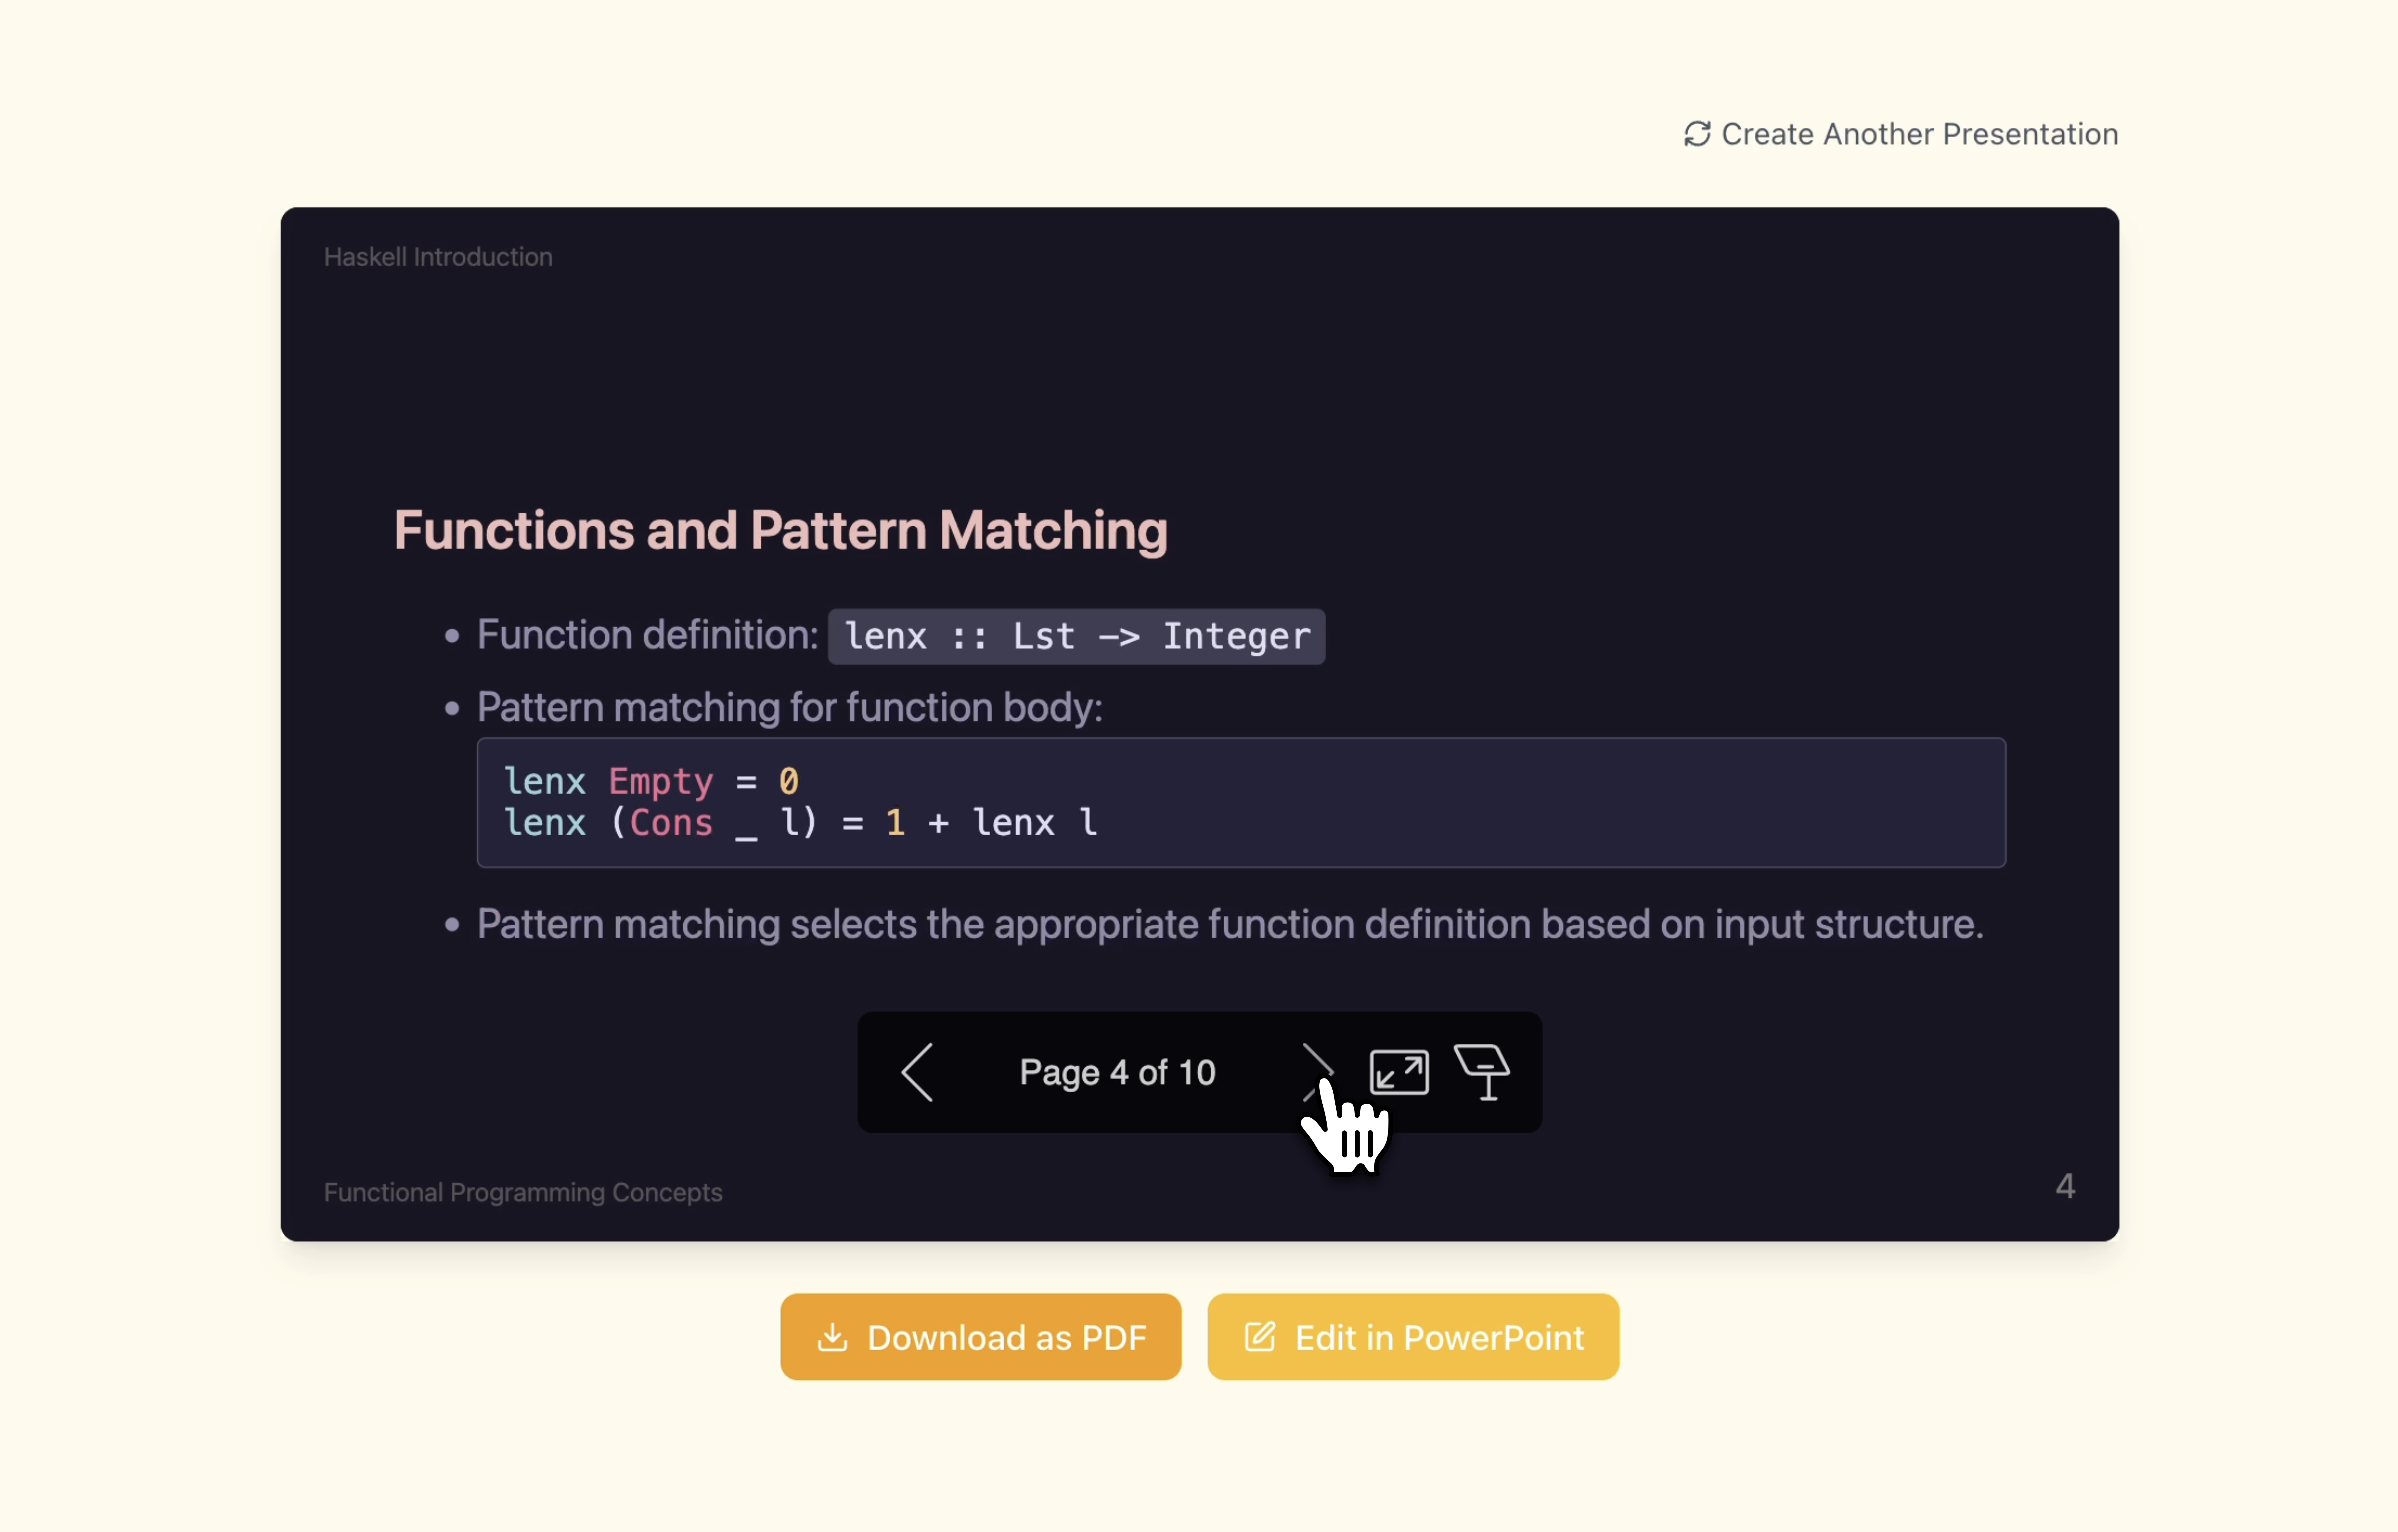 Create Another Presentation
Haskell Introduction
Functions and Pattern Matching
• Function definition: lenx :: Lst -> Integer
• Pattern matching for function body:
lenx Empty = 0
lenx (Cons _ l) = 1 + lenx l
• Pattern matching selects the appropriate function definition based on input structure.
Page 4 of 10
Functional Programming Concepts
4
Download as PDF
Edit in PowerPoint